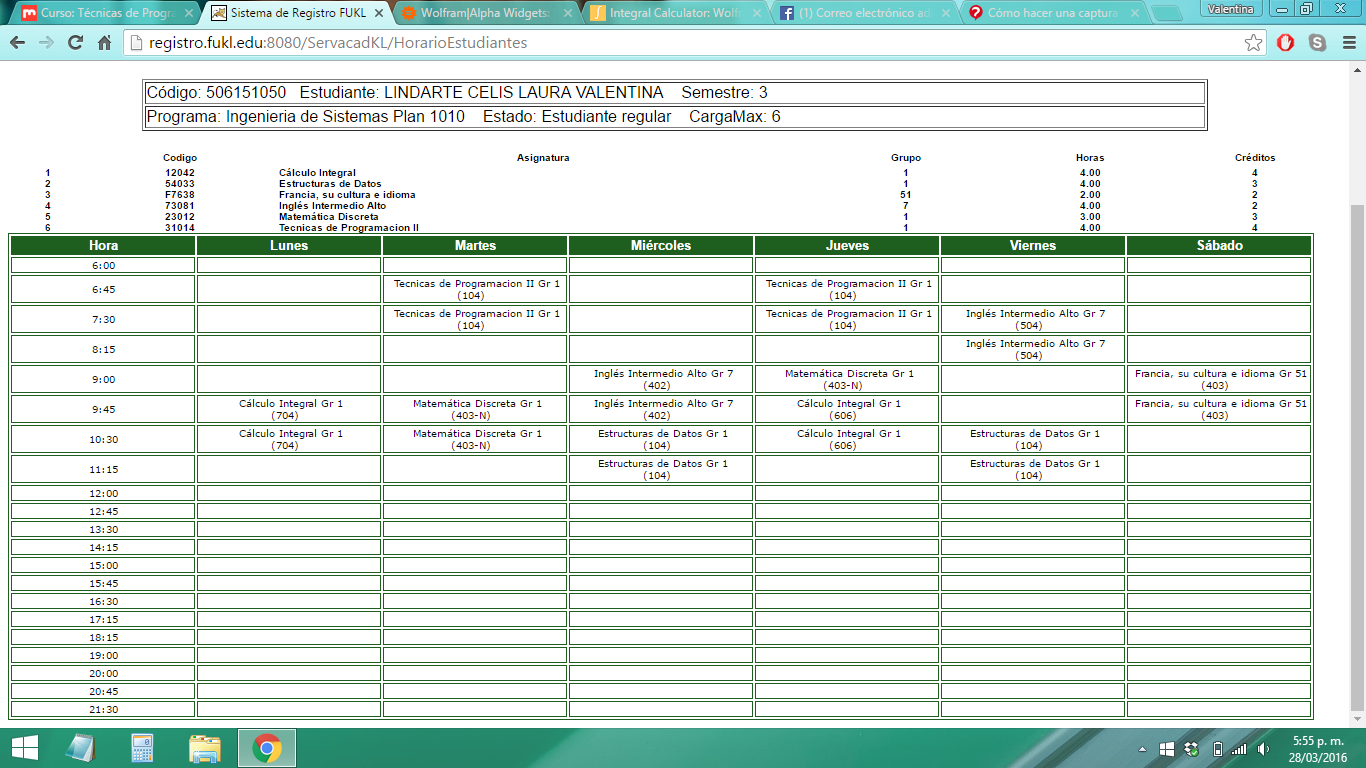 Curso: Técnicas de Progra
Sistema de Registro FUKL
Wolfram|Alpha Widgets:
Integral Calculator: Wolf
(1) Correo electrónico ad
Cómo hacer una captura
Valentina
registro.fukl.edu:8080/ServacadKL/HorarioEstudiantes
Código: 506151050 Estudiante: LINDARTE CELIS LAURA VALENTINA Semestre: 3
Programa: Ingenieria de Sistemas Plan 1010 Estado: Estudiante regular CargaMax: 6
Codigo Asignatura Grupo Horas Créditos
1 12042 Cálculo Integral 1 4.00 4
2 54033 Estructuras de Datos 1 4.00 3
3 F7638 Francia, su cultura e idioma 51 2.00 2
4 73081 Inglés Intermedio Alto 7 4.00 2
5 23012 Matemática Discreta 1 3.00 3
6 31014 Tecnicas de Programacion II 1 4.00 4
Hora Lunes Martes Miércoles Jueves Viernes Sábado
6:00
6:45 Tecnicas de Programacion II Gr 1 (104) Tecnicas de Programacion II Gr 1 (104)
7:30 Tecnicas de Programacion II Gr 1 (104) Tecnicas de Programacion II Gr 1 (104) Inglés Intermedio Alto Gr 7 (504)
8:15 Inglés Intermedio Alto Gr 7 (504)
9:00 Inglés Intermedio Alto Gr 7 (402) Matemática Discreta Gr 1 (403-N) Francia, su cultura e idioma Gr 51 (403)
9:45 Cálculo Integral Gr 1 (704) Matemática Discreta Gr 1 (403-N) Inglés Intermedio Alto Gr 7 (402) Cálculo Integral Gr 1 (606) Francia, su cultura e idioma Gr 51 (403)
10:30 Cálculo Integral Gr 1 (704) Matemática Discreta Gr 1 (403-N) Estructuras de Datos Gr 1 (104) Cálculo Integral Gr 1 (606) Estructuras de Datos Gr 1 (104)
11:15 Estructuras de Datos Gr 1 (104) Estructuras de Datos Gr 1 (104)
12:00
12:45
13:30
14:15
15:00
15:45
16:30
17:15
18:15
19:00
20:00
20:45
21:30
5:55 p. m.
28/03/2016